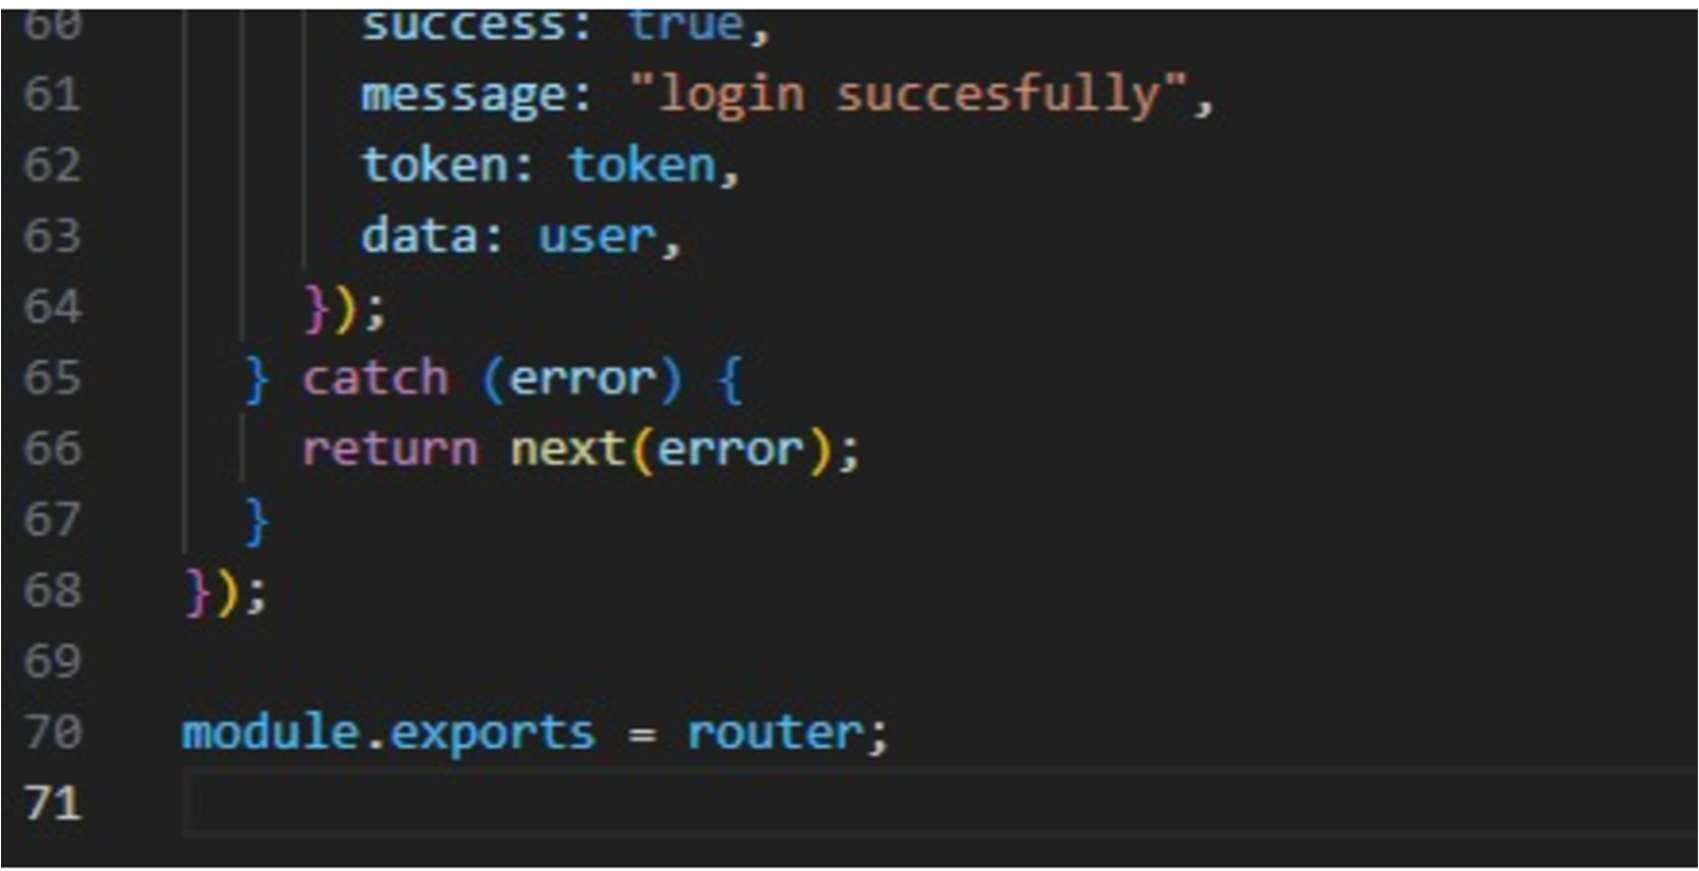 60 success: true,
61 message: "login succesfully",
62 token: token,
63 data: user,
64 });
65 } catch (error) {
66 return next(error);
67 }
68 });
69
70 module.exports = router;
71